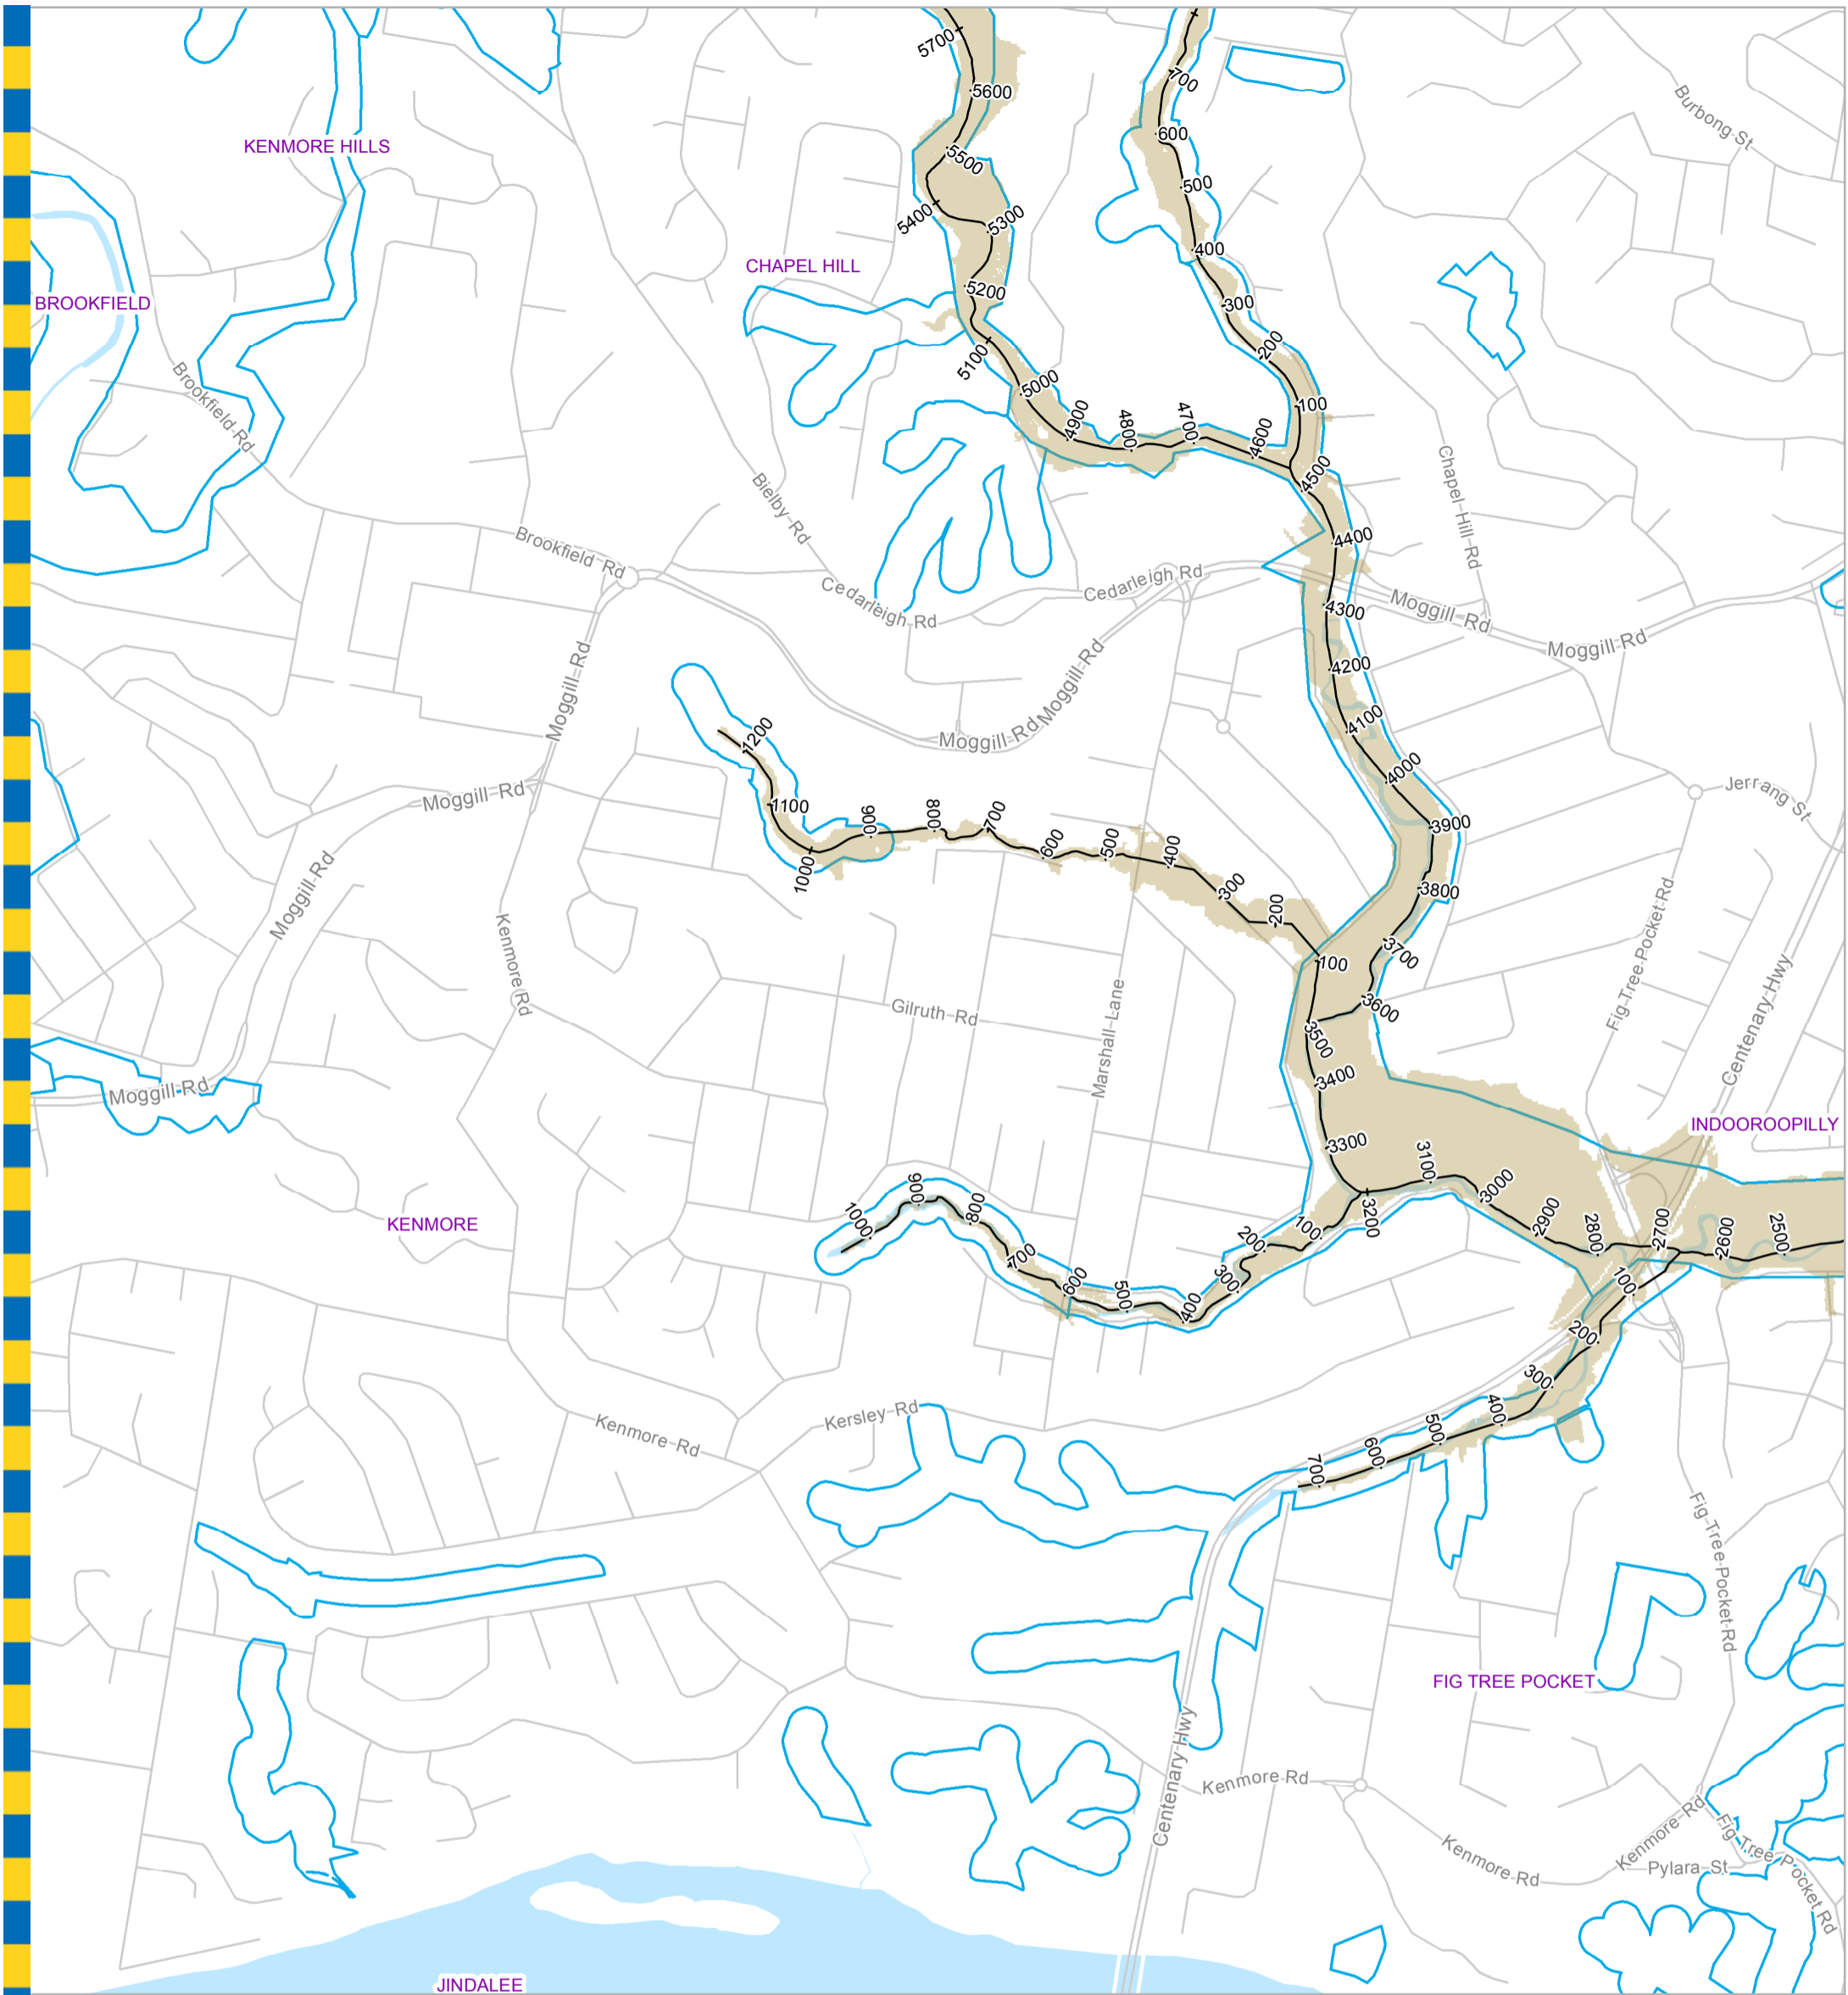 5700
5600
5500
5400
5300
5200
5100
5000
4900
4800
4700
4600
4500
4400
4300
4200
4100
4000
3900
3800
3700
3600
3500
3400
3300
3200
3100
3000
2900
2800
2700
2600
2500
700
600
500
400
300
200
100
1200
1100
1000
900
800
700
600
500
400
300
200
100
1000
900
800
700
600
500
400
300
200
100
100
200
300
400
500
600
700
KENMORE HILLS
BROOKFIELD
CHAPEL HILL
INDOOROOPILLY
KENMORE
FIG TREE POCKET
JINDALEE
Burbong St
Brookfield Rd
Brookfield Rd
Bielby Rd
Cedarleigh Rd
Cedarleigh Rd
Chapel Hill Rd
Moggill Rd
Moggill Rd
Moggill Rd
Moggill Rd
Moggill Rd
Moggill Rd
Moggill Rd
Moggill Rd
Jerrang St
Kenmore Rd
Gilruth Rd
Marshall Lane
Fig Tree Pocket Rd
Centenary Hwy
Kersley Rd
Kenmore Rd
Fig Tree Pocket Rd
Centenary Hwy
Kenmore Rd
Kenmore Rd
Kenmore Rd
Pylara St
Fig Tree Pocket Rd